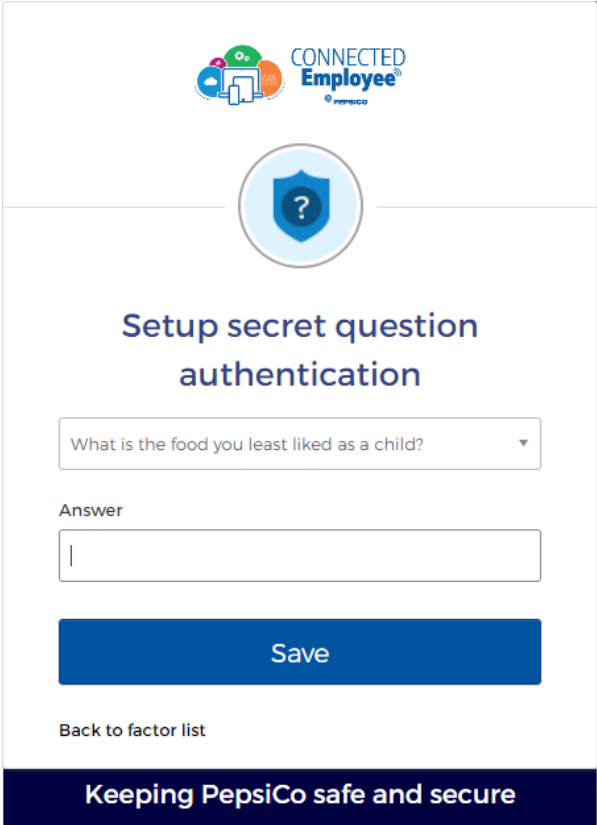 CONNECTED
Employee
PEPSICO
?
Setup secret question
authentication
What is the food you least liked as a child?
Answer
Save
Back to factor list
Keeping PepsiCo safe and secure